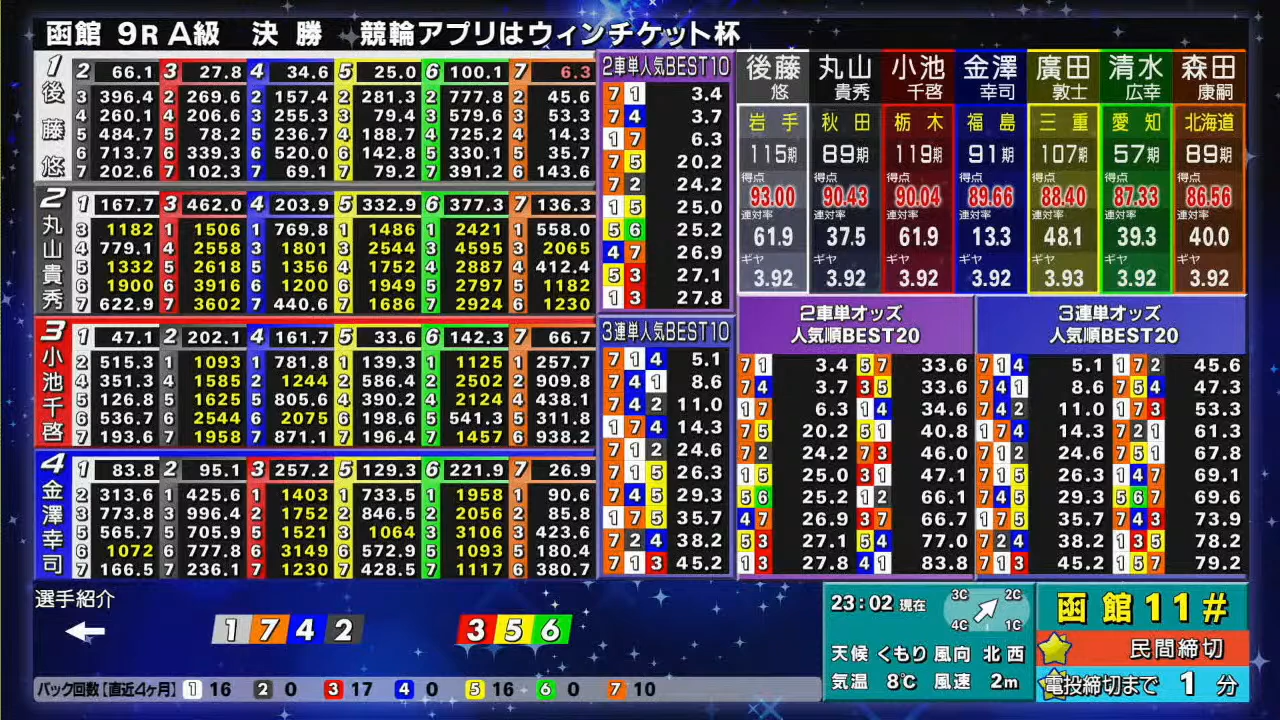 函館 9R A級 決 勝 競輪アプリはウィンチケット杯
1 後藤 悠
2 66.1 3 27.8 4 34.6 5 25.0 6 100.1 7 6.3
3 396.4 2 269.6 2 157.4 2 281.3 2 777.8 2 45.6
4 260.1 4 206.6 3 255.3 3 79.4 3 579.6 3 53.3
5 484.7 5 78.2 5 236.7 4 188.7 4 725.2 4 14.3
6 713.7 6 339.3 6 520.0 6 142.8 5 330.1 5 35.7
7 202.6 7 102.3 7 69.1 7 79.2 7 391.2 6 143.6
2 丸山貴秀
1 167.7 3 462.0 4 203.9 5 332.9 6 377.3 7 136.3
3 1182 1 1506 1 769.8 1 1486 1 2421 1 558.0
4 779.1 4 2558 3 1801 3 2544 3 4595 3 2065
5 1332 5 2618 5 1356 4 1752 4 2887 4 412.4
6 1900 6 3916 6 1200 6 1949 5 2797 5 1182
7 622.9 7 3602 7 440.6 7 1686 7 2924 6 1230
3 小池千啓
1 47.1 2 202.1 4 161.7 5 33.6 6 142.3 7 66.7
2 515.3 1 1093 1 781.8 1 139.3 1 1125 1 257.7
4 351.3 4 1585 2 1244 2 586.4 2 2502 2 909.8
5 126.8 5 1625 5 805.6 4 390.2 4 2124 4 438.1
6 536.7 6 2544 6 2075 6 198.6 5 541.3 5 311.8
7 193.6 7 1958 7 871.1 7 196.4 7 1457 6 938.2
4 金澤幸司
1 83.8 2 95.1 3 257.2 5 129.3 6 221.9 7 26.9
2 313.6 1 425.6 1 1403 1 733.5 1 1958 1 90.6
3 773.8 3 996.4 2 1752 2 846.5 2 2056 2 85.8
5 565.7 5 705.9 5 1521 3 1064 3 3106 3 423.6
6 1072 6 777.8 6 3149 6 572.9 5 1093 5 180.4
7 166.5 7 236.1 7 1230 7 428.5 7 1117 6 380.7
2車単人気BEST10
7 1 3.4
7 4 3.7
1 7 6.3
7 5 20.2
7 2 24.2
1 5 25.0
5 6 25.2
4 7 26.9
5 3 27.1
1 3 27.8
3連単人気BEST10
7 1 4 5.1
7 4 1 8.6
7 4 2 11.0
1 7 4 14.3
7 1 2 24.6
7 1 5 26.3
7 4 5 29.3
1 7 5 35.7
7 2 4 38.2
7 1 3 45.2
後藤 丸山 小池 金澤 廣田 清水 森田
悠 貴秀 千啓 幸司 敦士 広幸 康嗣
岩手 秋田 栃木 福島 三重 愛知 北海道
115期 89期 119期 91期 107期 57期 89期
得点 得点 得点 得点 得点 得点 得点
93.00 90.43 90.04 89.66 88.40 87.33 86.56
連対率 連対率 連対率 連対率 連対率 連対率 連対率
61.9 37.5 61.9 13.3 48.1 39.3 40.0
ギヤ ギヤ ギヤ ギヤ ギヤ ギヤ ギヤ
3.92 3.92 3.92 3.92 3.93 3.92 3.92
2車単オッズ
人気順BEST20
7 1 3.4 5 7 33.6
7 4 3.7 3 5 33.6
1 7 6.3 1 4 34.6
7 5 20.2 5 1 40.8
7 2 24.2 7 3 46.0
1 5 25.0 3 1 47.1
5 6 25.2 1 2 66.1
4 7 26.9 3 7 66.7
5 3 27.1 5 4 77.0
1 3 27.8 4 1 83.8
3連単オッズ
人気順BEST20
7 1 4 5.1 1 7 2 45.6
7 4 1 8.6 7 5 4 47.3
7 4 2 11.0 1 7 3 53.3
1 7 4 14.3 7 2 1 61.3
7 1 2 24.6 7 5 1 67.8
7 1 5 26.3 1 4 7 69.1
7 4 5 29.3 5 6 7 69.6
1 7 5 35.7 7 4 3 73.9
7 2 4 38.2 1 3 5 78.2
7 1 3 45.2 1 5 7 79.2
選手紹介
← 1 7 4 2 3 5 6
バック回数【直近4ヶ月】 1 16 2 0 3 17 4 0 5 16 6 0 7 10
23:02 現在
3C 2C
4C 1C
天候 くもり 風向 北 西
気温 8℃ 風速 2m
函 館 11#
民間締切
電投締切まで 1 分